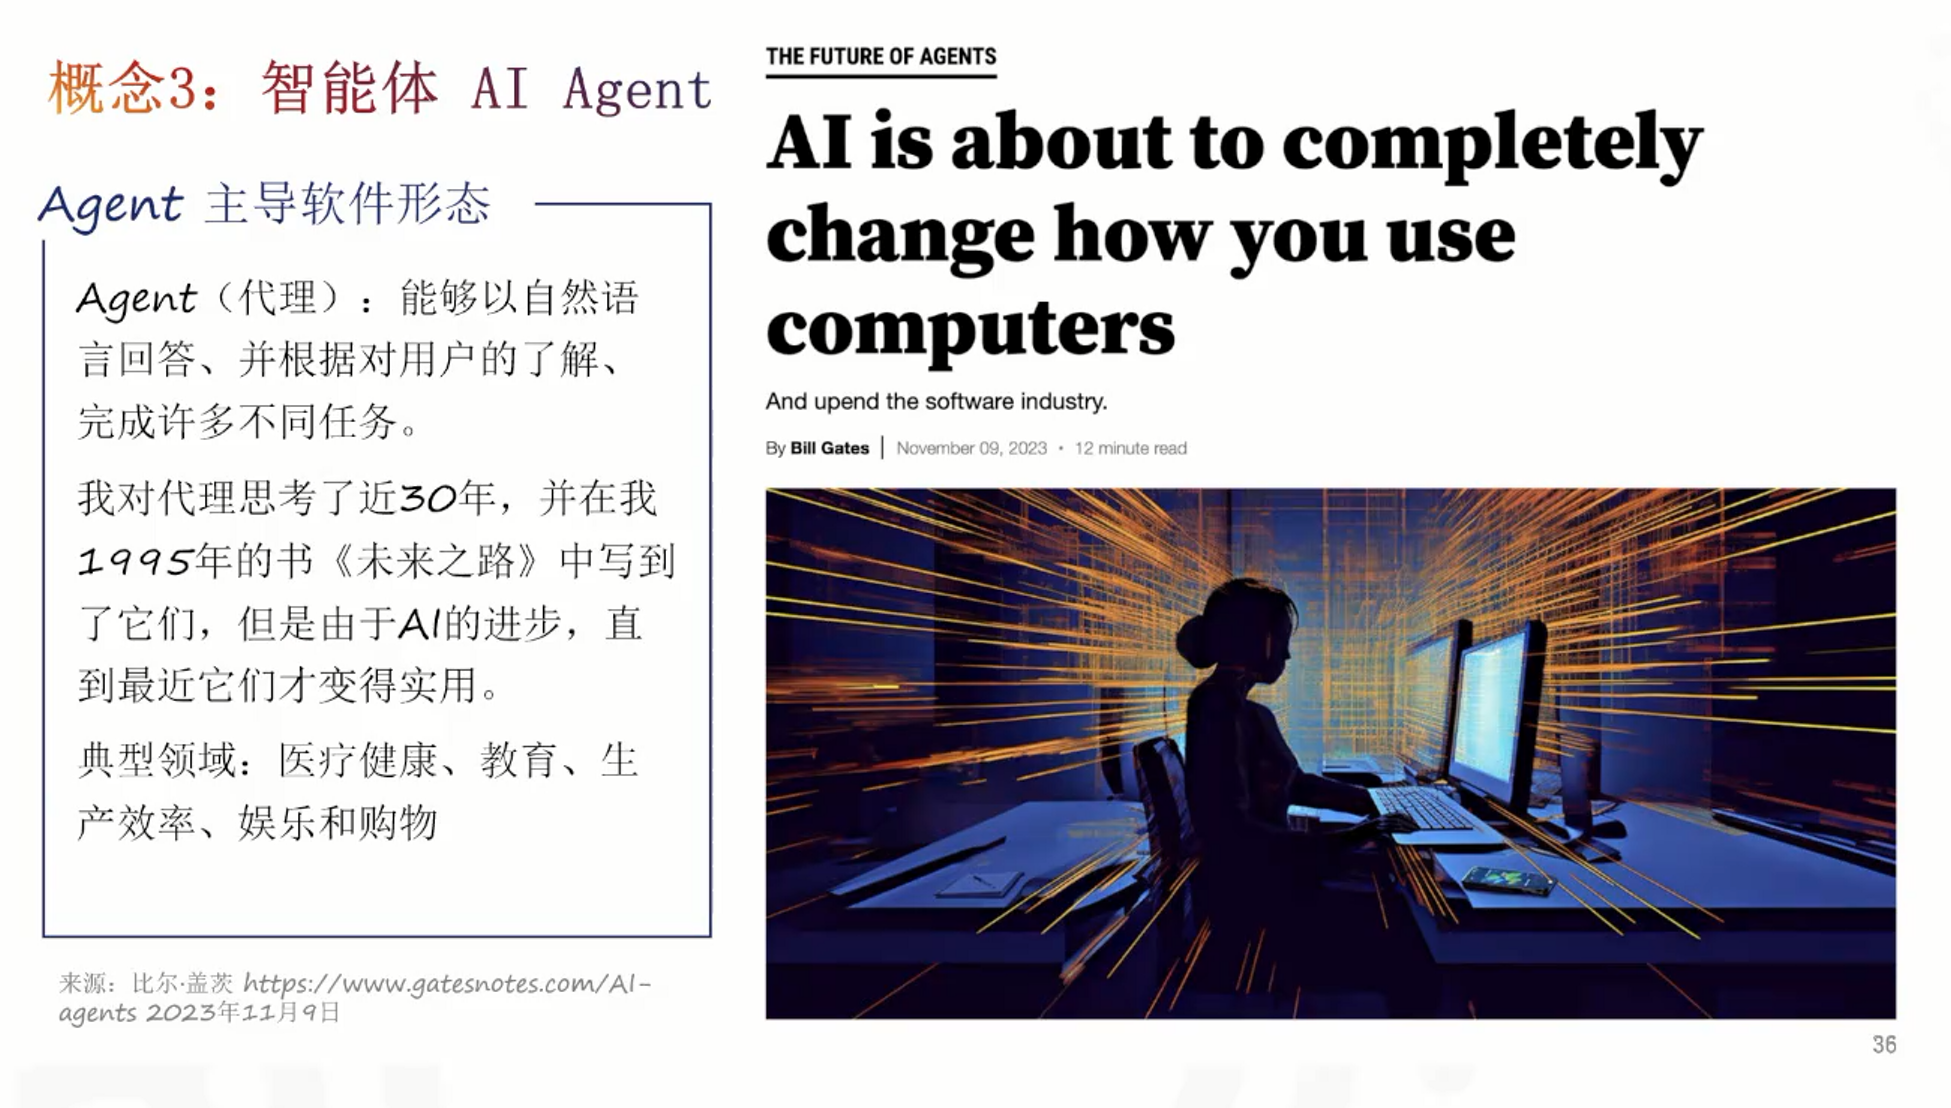 概念3：智能体 AI Agent
Agent 主导软件形态
Agent（代理）：能够以自然语
言回答、并根据对用户的了解、
完成许多不同任务。
我对代理思考了近30年，并在我
1995年的书《未来之路》中写到
了它们，但是由于AI的进步，直
到最近它们才变得实用。
典型领域：医疗健康、教育、生
产效率、娱乐和购物
来源：比尔·盖茨 https://www.gatesnotes.com/AI-
agents 2023年11月9日
THE FUTURE OF AGENTS
AI is about to completely
change how you use
computers
And upend the software industry.
By Bill Gates | November 09, 2023 • 12 minute read
36